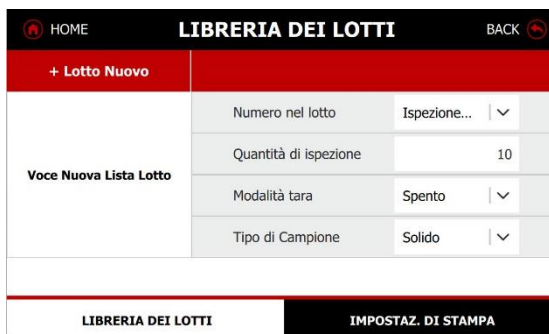 HOME LIBRERIA DEI LOTTI BACK
+ Lotto Nuovo
Numero nel lotto Ispezione...
Quantità di ispezione 10
Voce Nuova Lista Lotto
Modalità tara Spento
Tipo di Campione Solido
LIBRERIA DEI LOTTI IMPOSTAZ. DI STAMPA